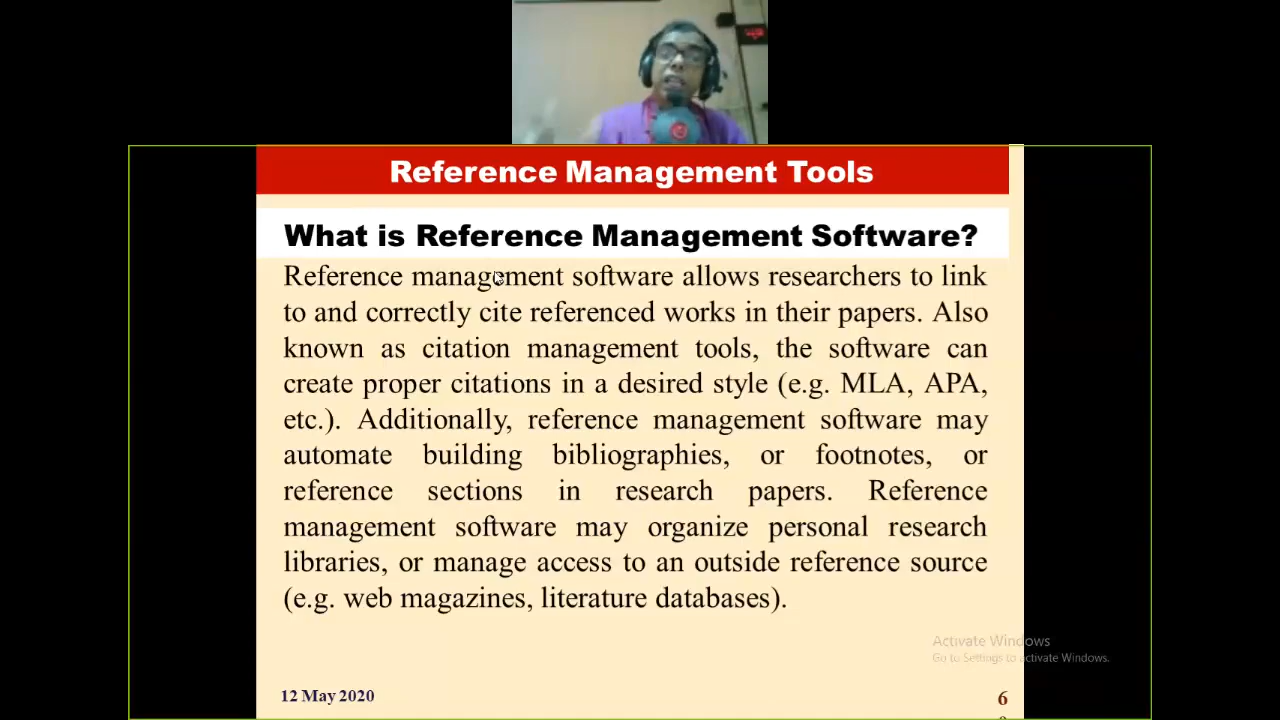 Reference Management Tools
What is Reference Management Software?
Reference management software allows researchers to link
to and correctly cite referenced works in their papers. Also
known as citation management tools, the software can
create proper citations in a desired style (e.g. MLA, APA,
etc.). Additionally, reference management software may
automate building bibliographies, or footnotes, or
reference sections in research papers. Reference
management software may organize personal research
libraries, or manage access to an outside reference source
(e.g. web magazines, literature databases).
Activate Windows
Go to Settings to activate Windows.
12 May 2020
6